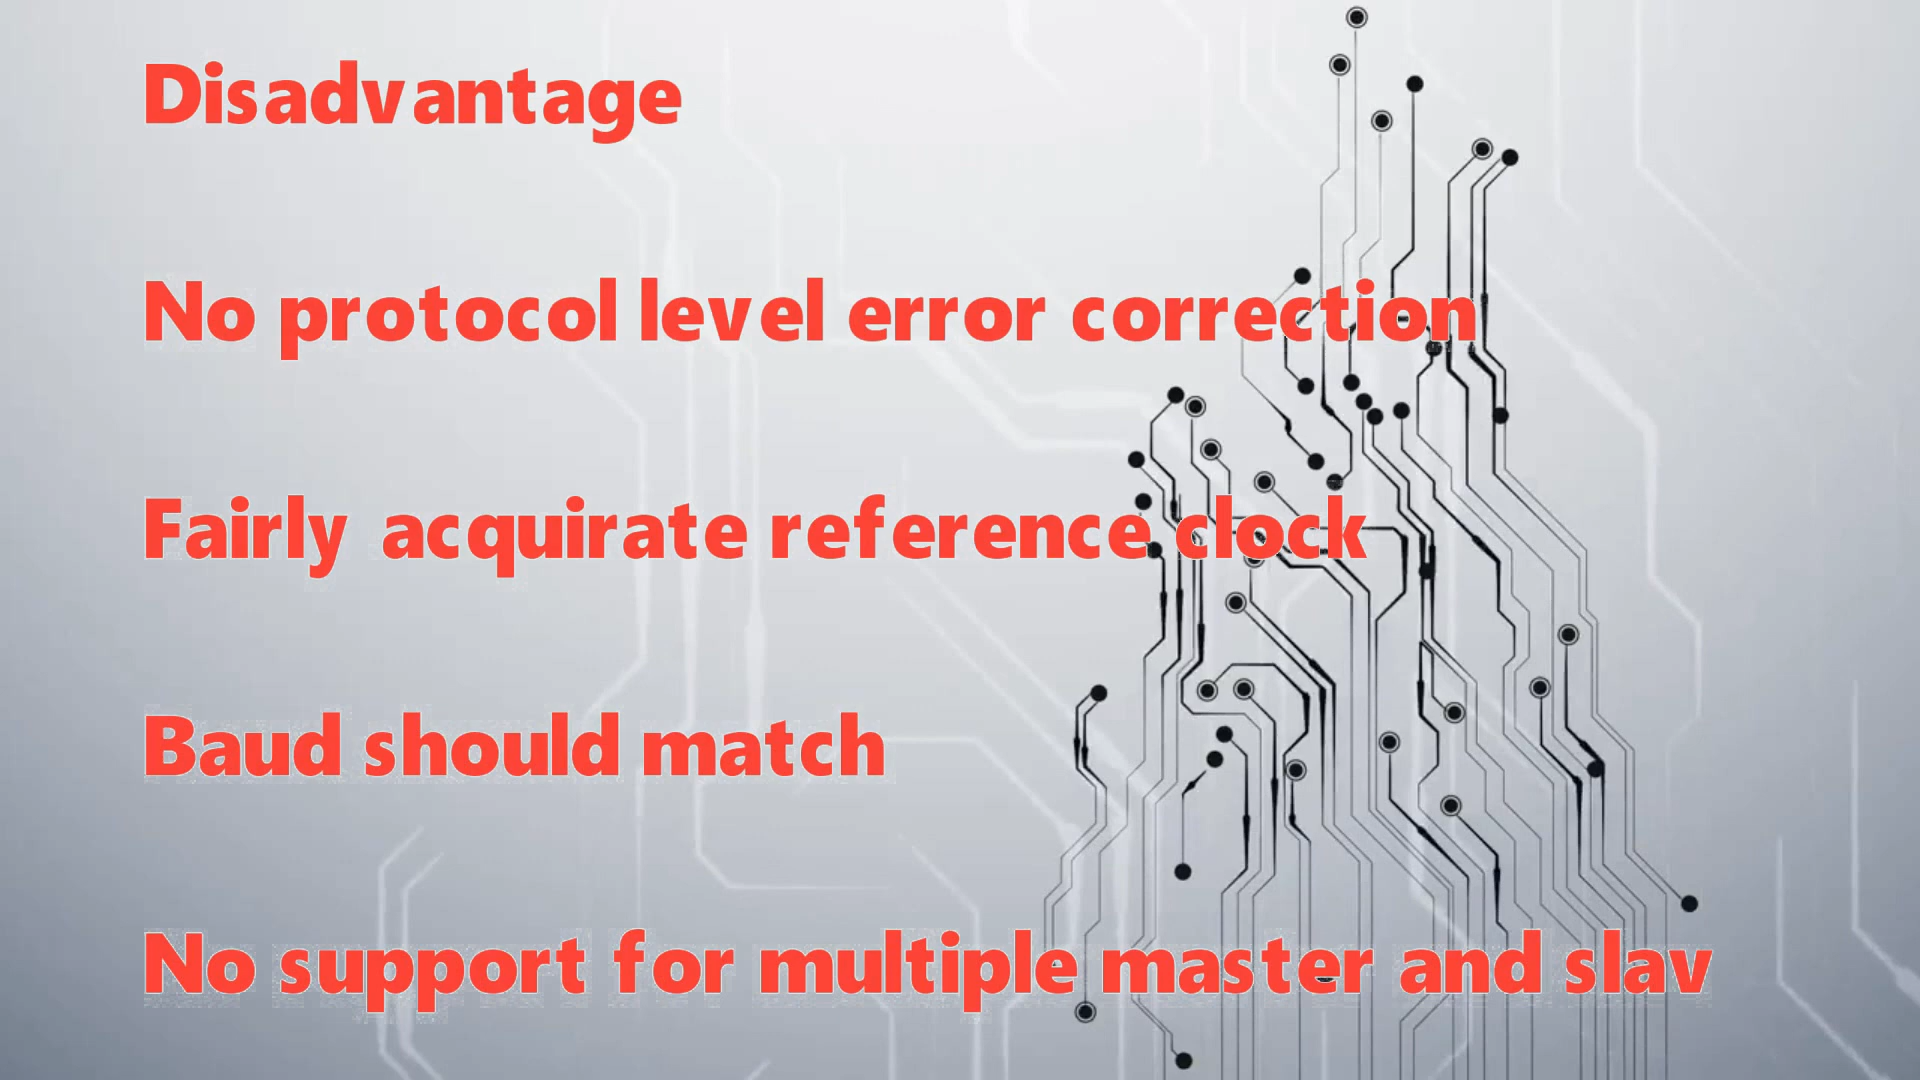 Disadvantage
No protocol level error correction
Fairly acquirate reference clock
Baud should match
No support for multiple master and slav